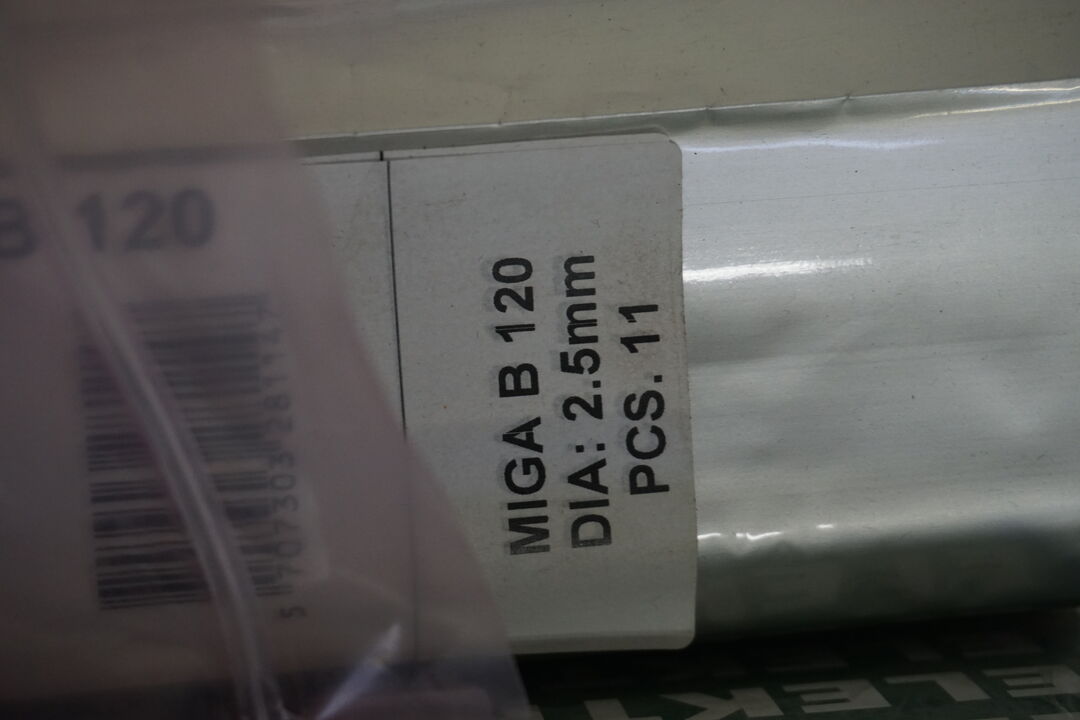 B 120
MIGA B 120
DIA: 2.5mm
PCS. 11